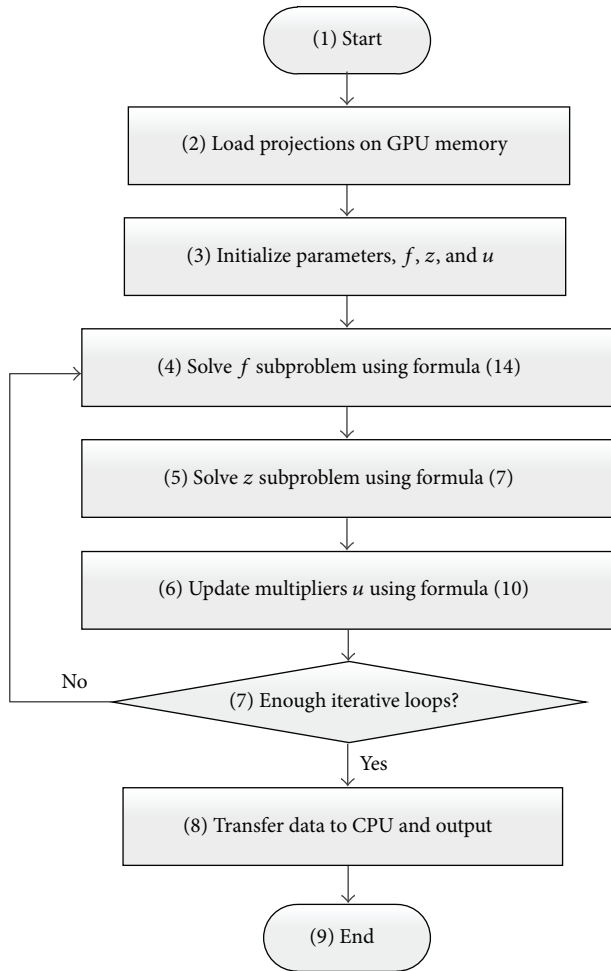 (1) Start
(2) Load projections on GPU memory
(3) Initialize parameters, f, z, and u
(4) Solve f subproblem using formula (14)
(5) Solve z subproblem using formula (7)
(6) Update multipliers u using formula (10)
No
(7) Enough iterative loops?
Yes
(8) Transfer data to CPU and output
(9) End